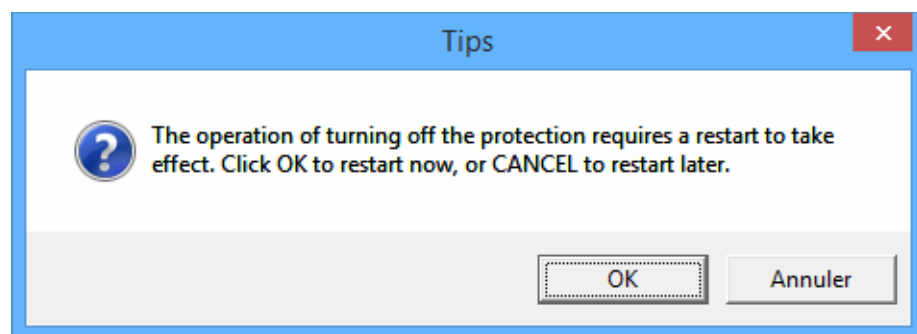 Tips
The operation of turning off the protection requires a restart to take
effect. Click OK to restart now, or CANCEL to restart later.
OK
Annuler